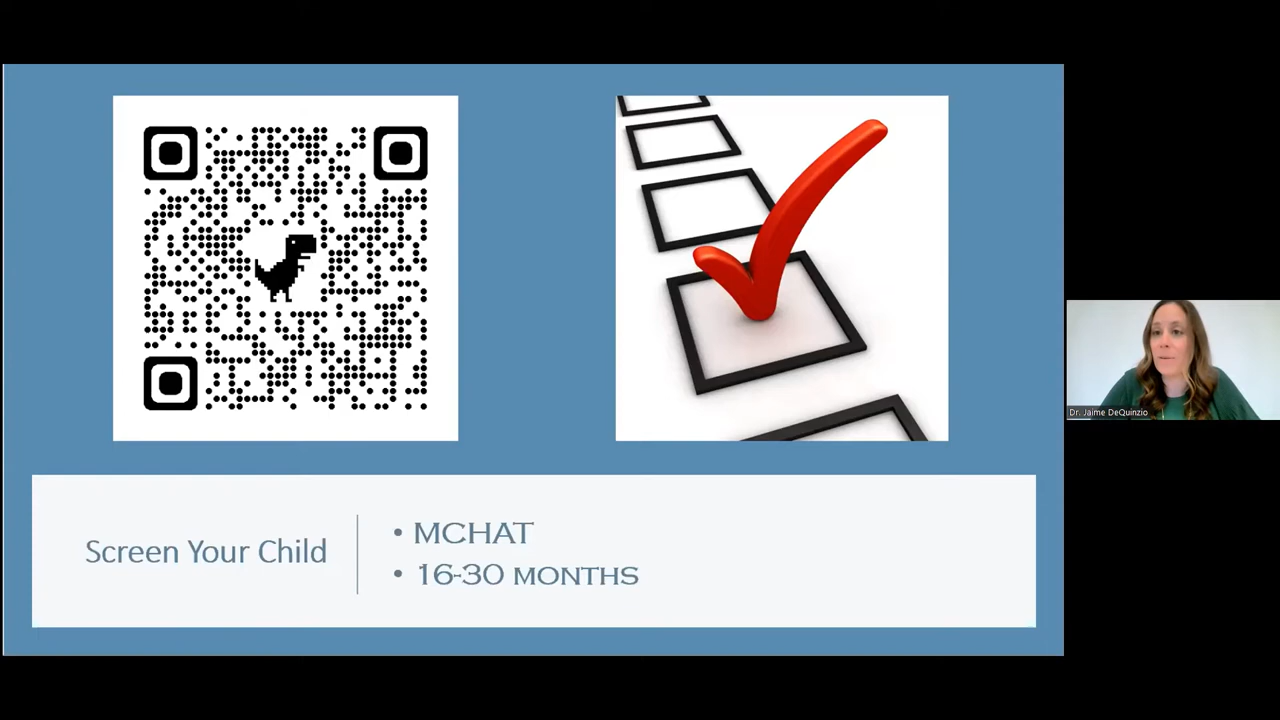 Screen Your Child
• MCHAT
• 16-30 MONTHS
Dr. Jaime DeQuinzio